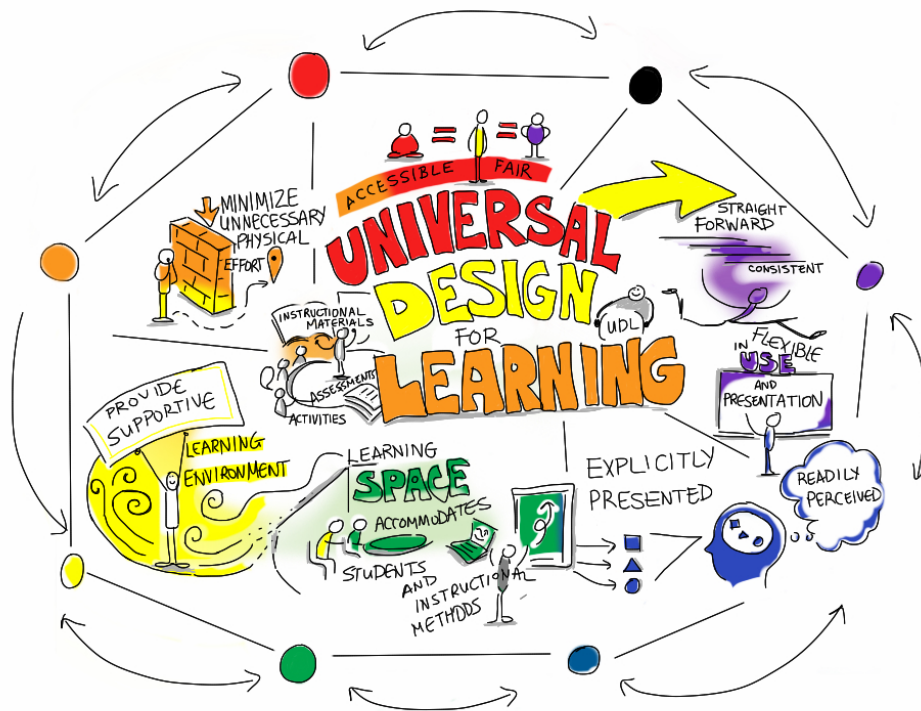 ACCESSIBLE FAIR
UNIVERSAL
DESIGN
FOR
LEARNING
UDL
STRAIGHT
FORWARD
CONSISTENT
FLEXIBLE
IN USE
AND
PRESENTATION
READILY
PERCEIVED
EXPLICITLY
PRESENTED
LEARNING
SPACE
ACCOMMODATES
STUDENTS
AND
INSTRUCTIONAL
METHODS
PROVIDE
SUPPORTIVE
LEARNING
ENVIRONMENT
MINIMIZE
UNNECESSARY
PHYSICAL
EFFORT
INSTRUCTIONAL
MATERIALS
ASSESSMENTS
ACTIVITIES